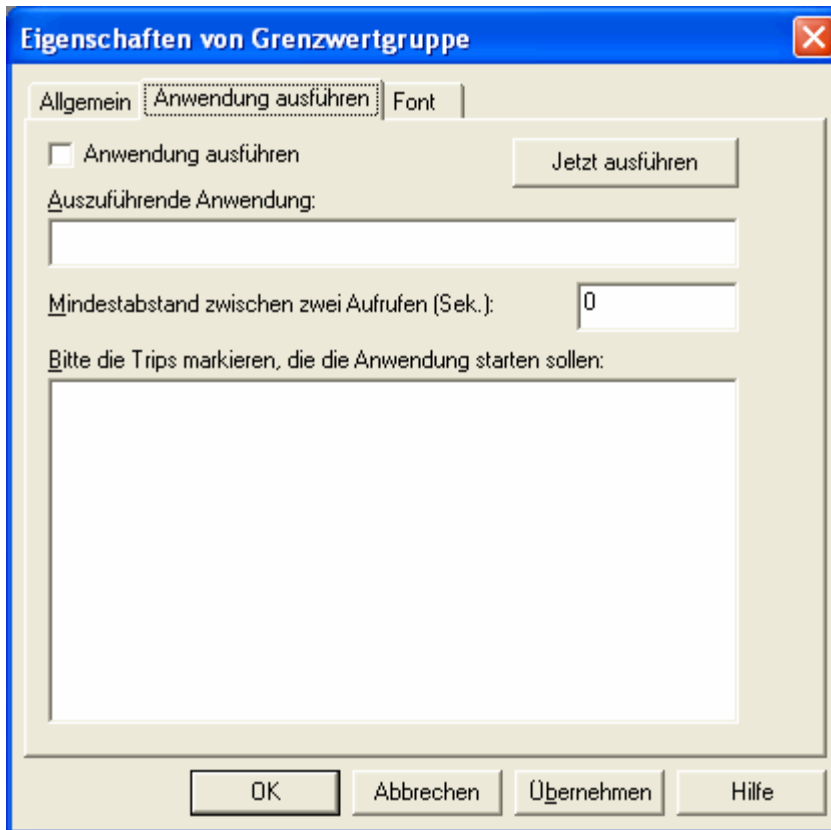 Eigenschaften von Grenzwertgruppe
Allgemein Anwendung ausführen Font
Anwendung ausführen Jetzt ausführen
Auszuführende Anwendung:
Mindestabstand zwischen zwei Aufrufen (Sek.): 0
Bitte die Trips markieren, die die Anwendung starten sollen:
OK Abbrechen Übernehmen Hilfe